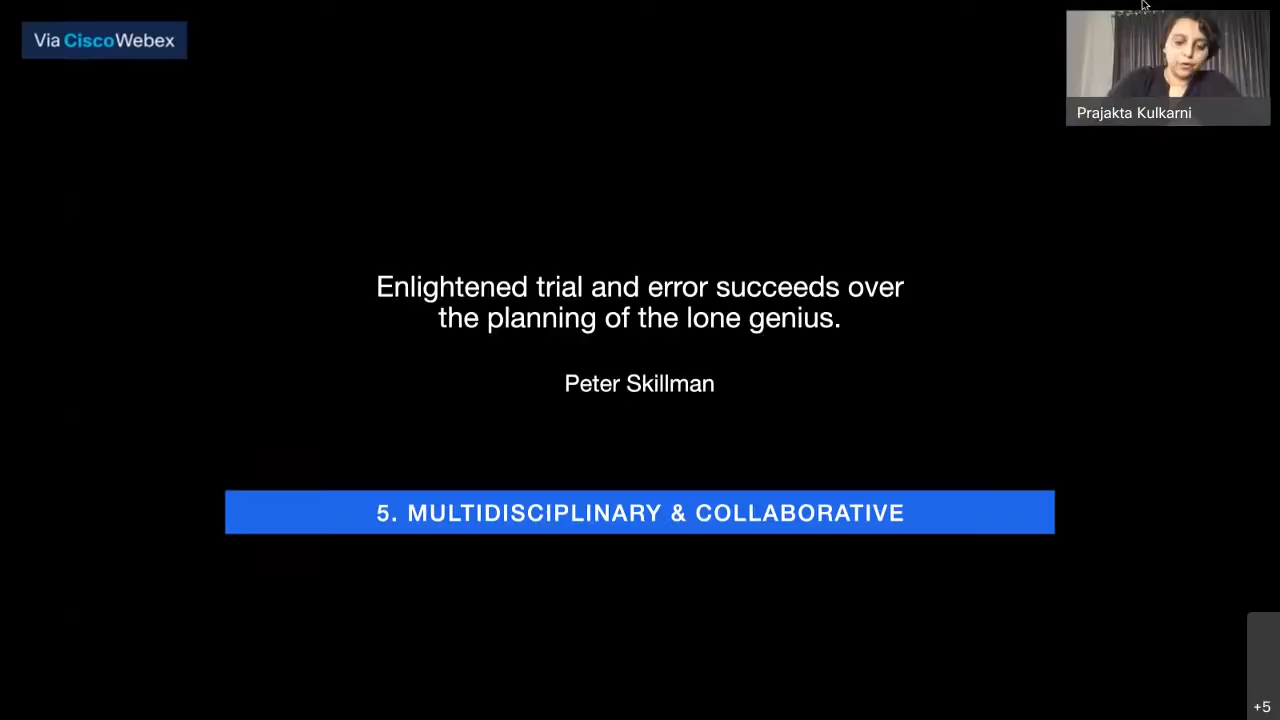 Via CiscoWebex
Prajakta Kulkarni
Enlightened trial and error succeeds over
the planning of the lone genius.
Peter Skillman
5. MULTIDISCIPLINARY & COLLABORATIVE
+5